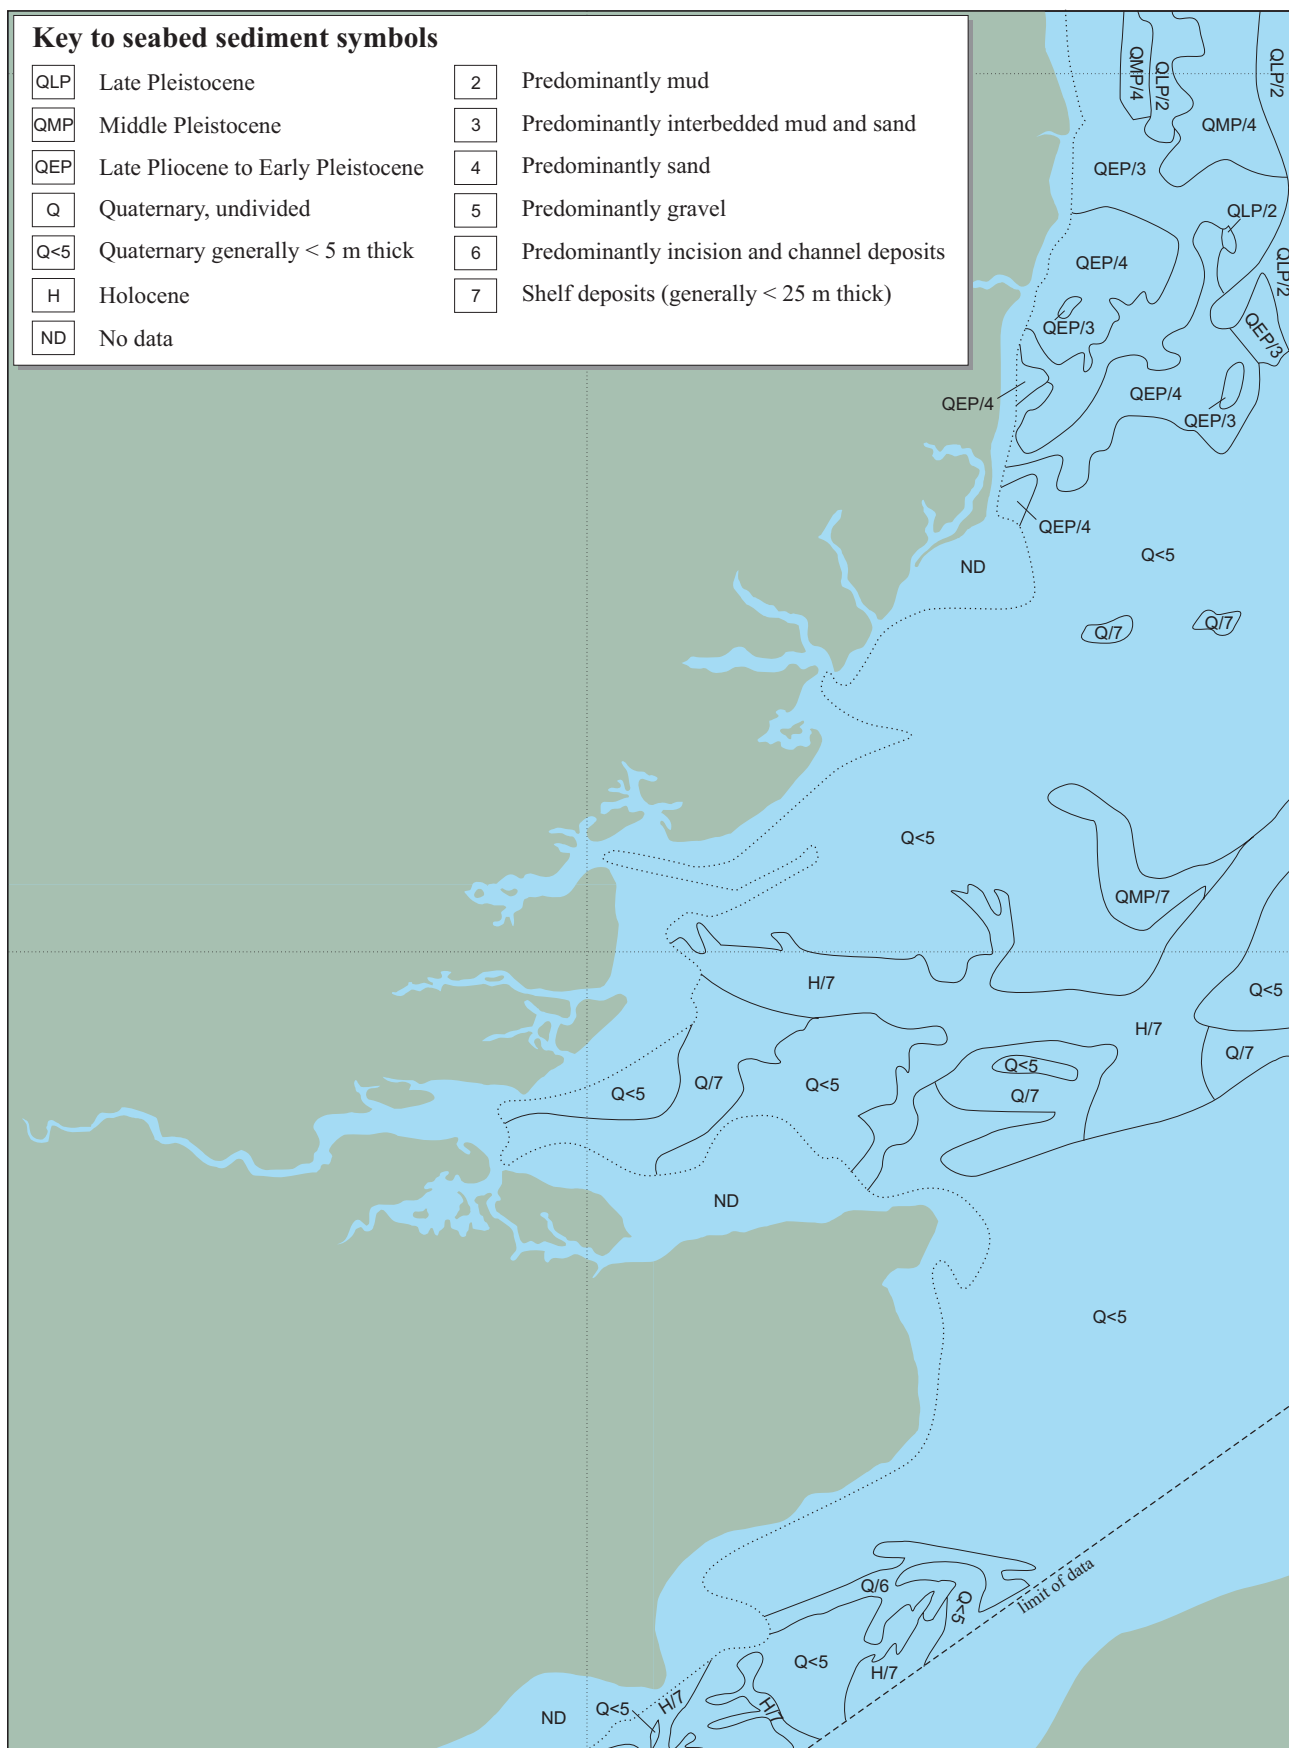 Key to seabed sediment symbols
QLP Late Pleistocene
QMP Middle Pleistocene
QEP Late Pliocene to Early Pleistocene
Q Quaternary, undivided
Q<5 Quaternary generally < 5 m thick
H Holocene
ND No data
2 Predominantly mud
3 Predominantly interbedded mud and sand
4 Predominantly sand
5 Predominantly gravel
6 Predominantly incision and channel deposits
7 Shelf deposits (generally < 25 m thick)
QMP/4
QLP/2
QLP/2
QMP/4
QEP/3
QLP/2
QEP/4
QLP/2
QEP/3
QEP/3
QEP/4
QEP/4
QEP/3
QEP/4
Q<5
ND
Q/7
Q/7
Q<5
QMP/7
H/7
Q<5
H/7
Q/7
Q<5
Q/7
Q<5
Q<5
Q/7
ND
Q<5
limit of data
Q/6
Q<5
Q<5
H/7
H/7
H/7
Q<5
ND